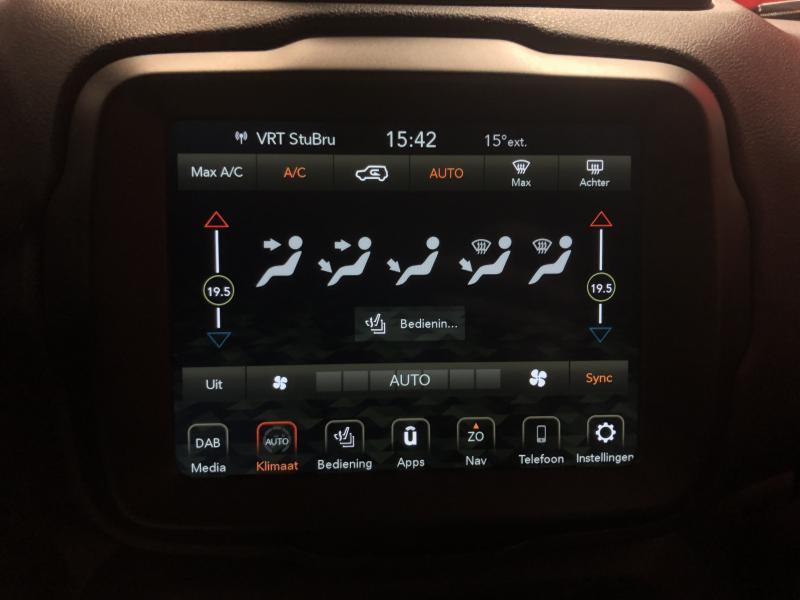 VRT StuBru 15:42 15°ext.
Max A/C A/C AUTO Max Achter
19.5 19.5
Bedienin...
Uit AUTO Sync
DAB AUTO û ZO
Media Klimaat Bediening Apps Nav Telefoon Instellingen